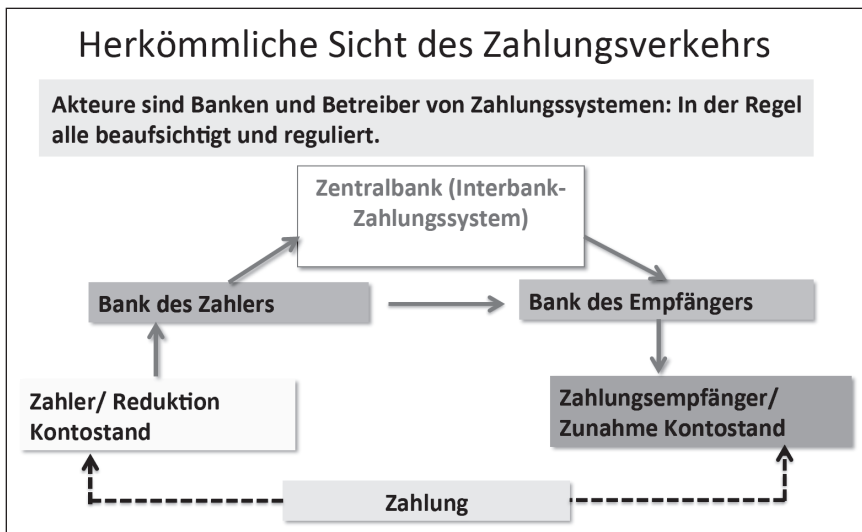 Herkömmliche Sicht des Zahlungsverkehrs
Akteure sind Banken und Betreiber von Zahlungssystemen: In der Regel
alle beaufsichtigt und reguliert.
Zentralbank (Interbank-
Zahlungssystem)
Bank des Zahlers
Bank des Empfängers
Zahler/ Reduktion
Kontostand
Zahlungsempfänger/
Zunahme Kontostand
Zahlung